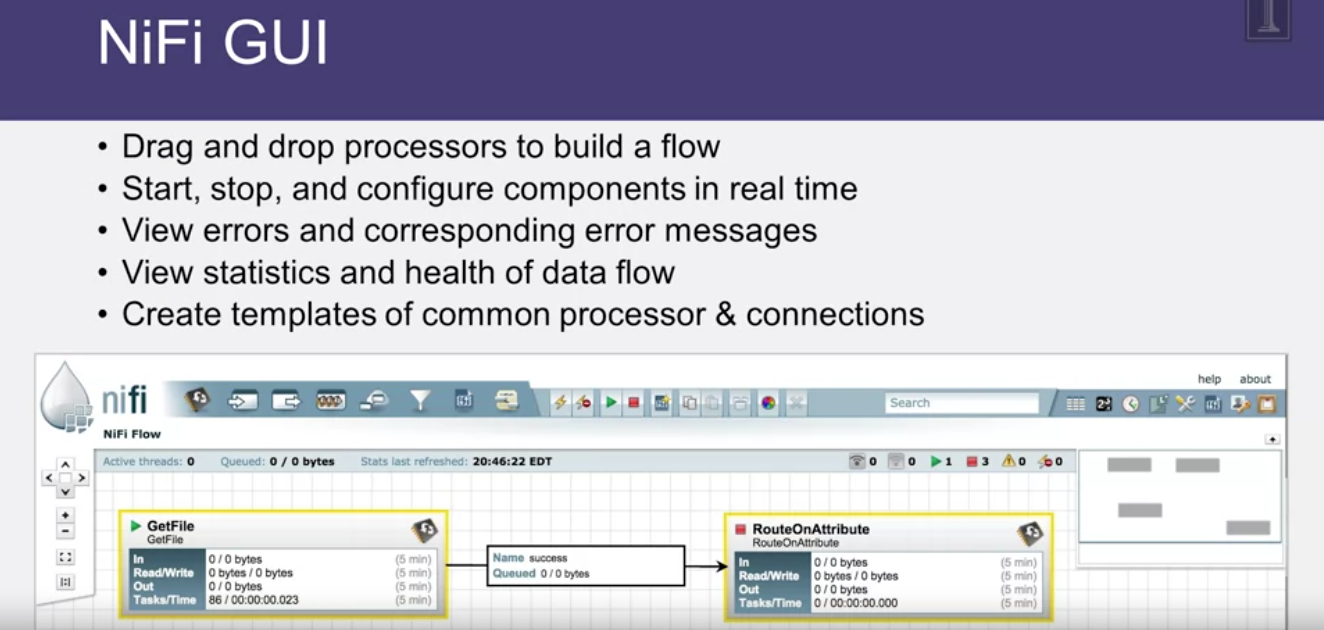 NiFi GUI
• Drag and drop processors to build a flow
• Start, stop, and configure components in real time
• View errors and corresponding error messages
• View statistics and health of data flow
• Create templates of common processor & connections
help about
nifi
Search
NiFi Flow
Active threads: 0 Queued: 0 / 0 bytes Stats last refreshed: 20:46:22 EDT 0 0 1 3 0 0
GetFile
GetFile
In 0 / 0 bytes (5 min)
Read/Write 0 bytes / 0 bytes (5 min)
Out 0 / 0 bytes (5 min)
Tasks/Time 86 / 00:00:00.023 (5 min)
Name success
Queued 0 / 0 bytes
RouteOnAttribute
RouteOnAttribute
In 0 / 0 bytes (5 min)
Read/Write 0 bytes / 0 bytes (5 min)
Out 0 / 0 bytes (5 min)
Tasks/Time 0 / 00:00:00.000 (5 min)